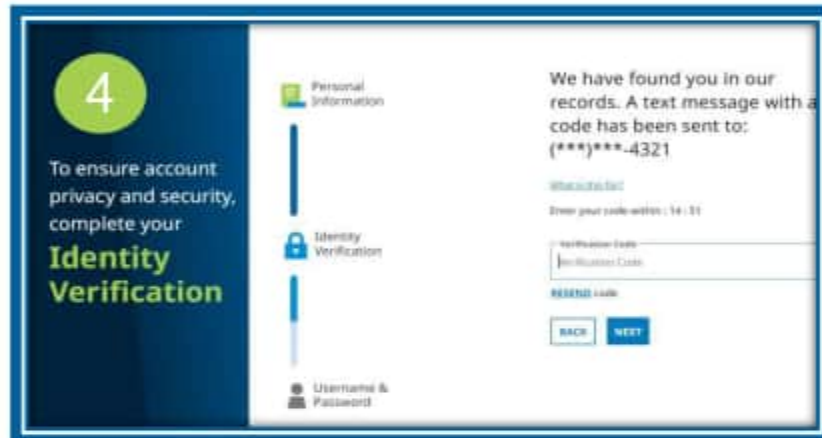 4
To ensure account
privacy and security,
complete your
Identity
Verification
Personal
Information
Identity
Verification
Username &
Password
We have found you in our
records. A text message with a
code has been sent to:
(***)***-4321
What is this for?
Enter your code within : 14 : 51
Verification Code
Verification Code
RESEND code
BACK
NEXT